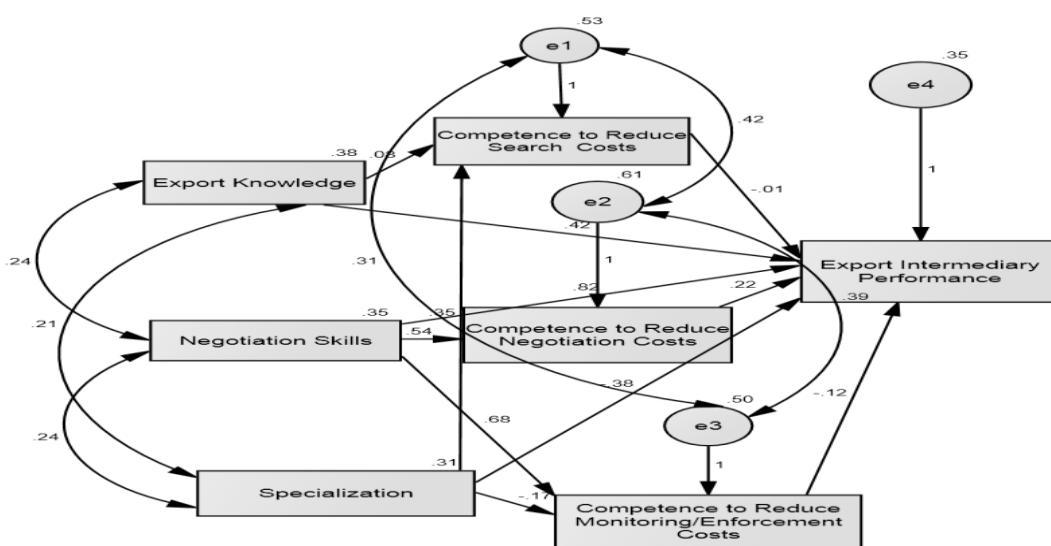 .53
e1
.35
e4
1
.42
Competence to Reduce
Search Costs
.38
.08
Export Knowledge
.61
e2
-.01
1
.42
.24
.31
1
Export Intermediary
Performance
.82
.22
.39
.21
.35
.35
Negotiation Skills
.54
Competence to Reduce
Negotiation Costs
-.38
.50
-.12
e3
.68
.24
.31
1
Specialization
-.17
Competence to Reduce
Monitoring/Enforcement
Costs